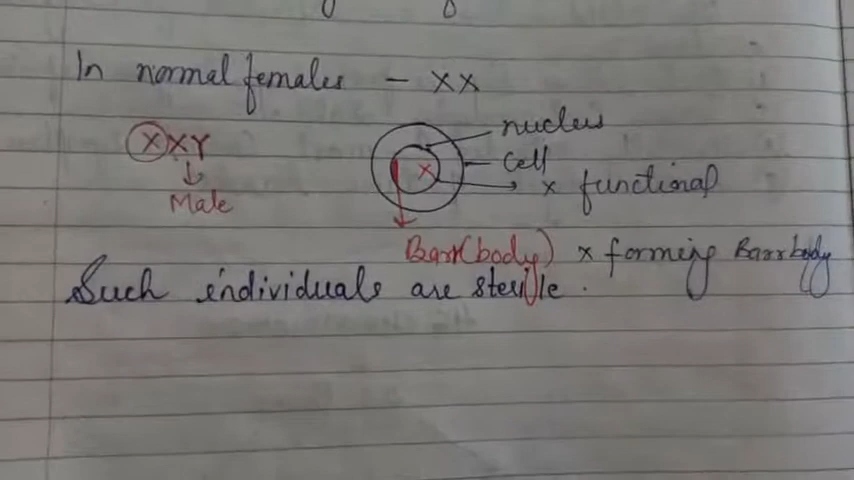 In normal females - XX
XXY
Male
nucleus
cell
x functional
x
Barr(body) x forming Barrbody
Such individuals are sterile.